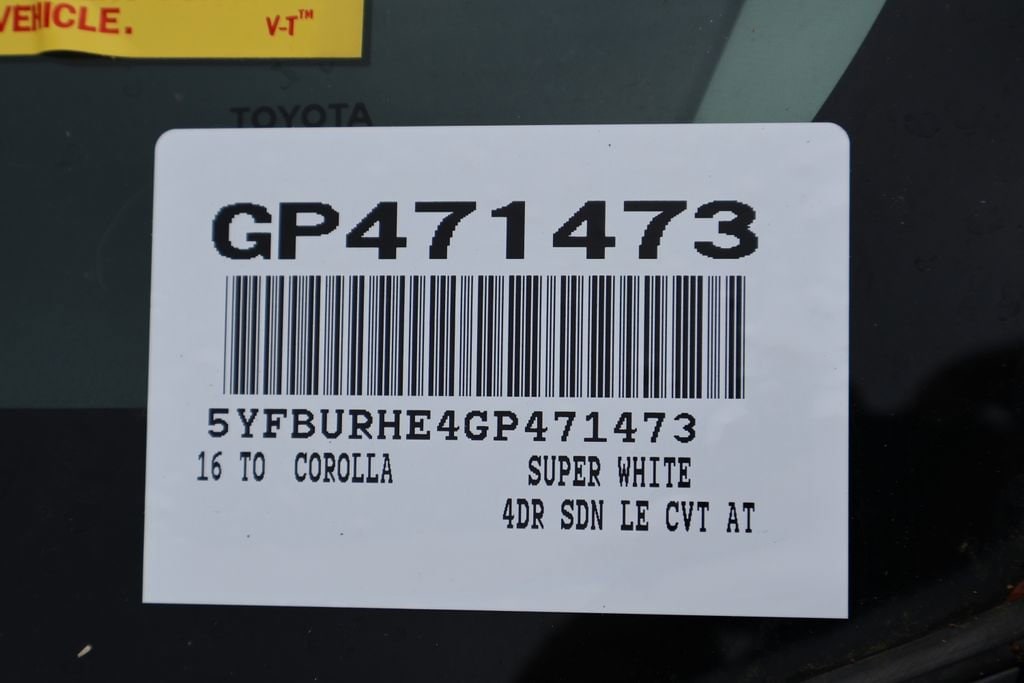 VEHICLE.
V-T™
TOYOTA
GP471473
5YFBURHE4GP471473
16 TO COROLLA
SUPER WHITE
4DR SDN LE CVT AT